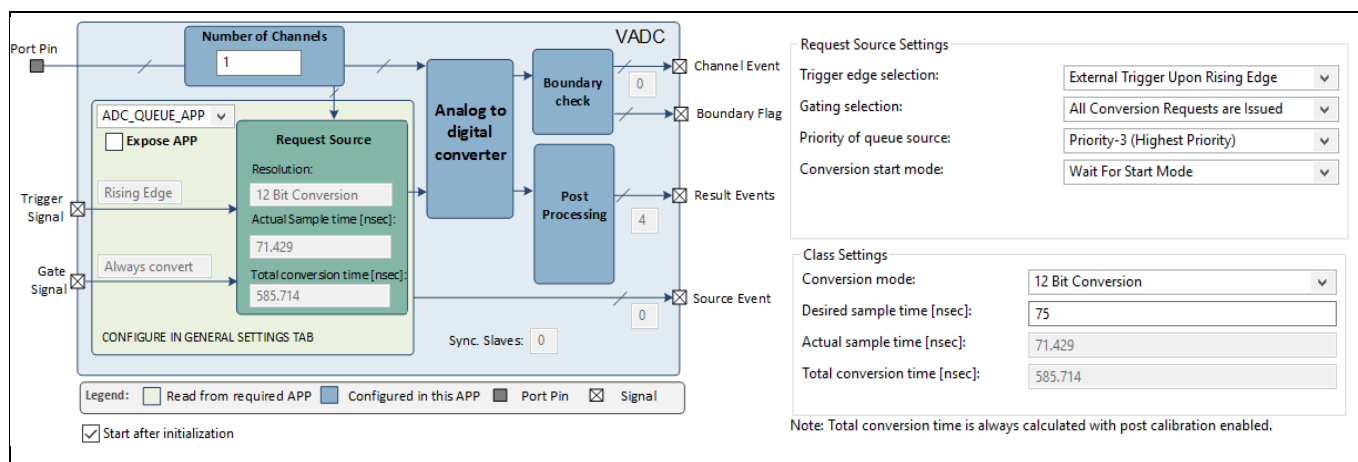 Number of Channels
1
VADC
Port Pin
ADC_QUEUE_APP
Expose APP
Request Source
Resolution:
12 Bit Conversion
Actual Sample time [nsec]:
71.429
Total conversion time [nsec]:
585.714
Trigger
Signal
Rising Edge
Gate
Signal
Always convert
CONFIGURE IN GENERAL SETTINGS TAB
Analog to
digital
converter
Boundary
check
Post
Processing
Channel Event
0
Boundary Flag
Result Events
4
Source Event
0
Sync. Slaves: 0
Legend: Read from required APP Configured in this APP Port Pin Signal
Start after initialization
Request Source Settings
Trigger edge selection: External Trigger Upon Rising Edge
Gating selection: All Conversion Requests are Issued
Priority of queue source: Priority-3 (Highest Priority)
Conversion start mode: Wait For Start Mode
Class Settings
Conversion mode: 12 Bit Conversion
Desired sample time [nsec]: 75
Actual sample time [nsec]: 71.429
Total conversion time [nsec]: 585.714
Note: Total conversion time is always calculated with post calibration enabled.